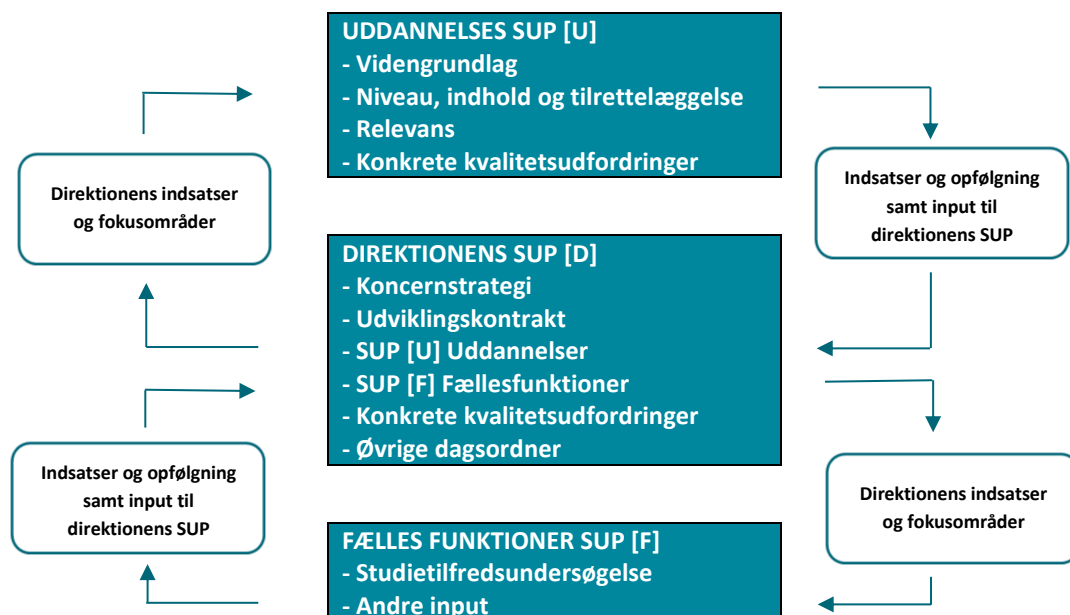 UDDANNELSES SUP [U]
- Videngrundlag
- Niveau, indhold og tilrettelæggelse
- Relevans
- Konkrete kvalitetsudfordringer
Direktionens indsatser
og fokusområder
Indsatser og opfølgning
samt input til
direktionens SUP
DIREKTIONENS SUP [D]
- Koncernstrategi
- Udviklingskontrakt
- SUP [U] Uddannelser
- SUP [F] Fællesfunktioner
- Konkrete kvalitetsudfordringer
- Øvrige dagsordner
Indsatser og opfølgning
samt input til
direktionens SUP
Direktionens indsatser
og fokusområder
FÆLLES FUNKTIONER SUP [F]
- Studietilfredsundersøgelse
- Andre input